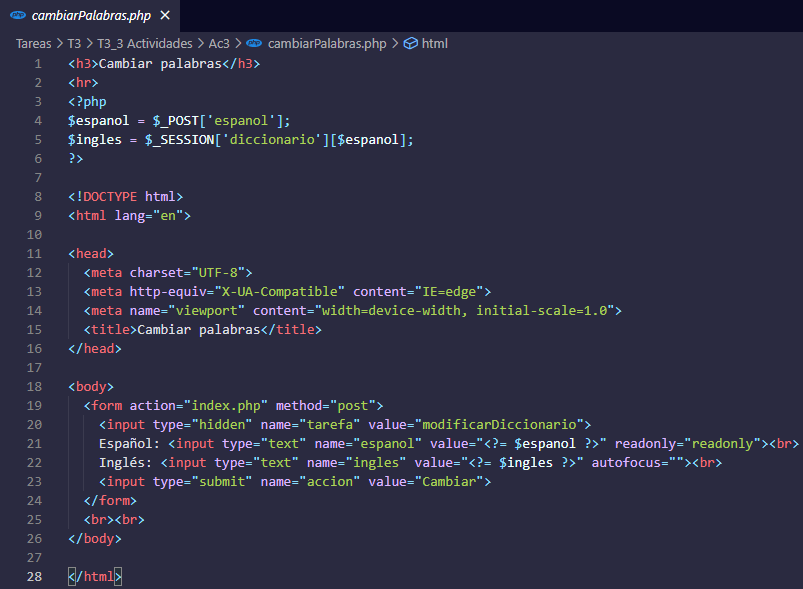 php cambiarPalabras.php ×
Tareas > T3 > T3_3 Actividades > Ac3 > php cambiarPalabras.php > html
1 <h3>Cambiar palabras</h3>
2 <hr>
3 <?php
4 $espanol = $_POST['espanol'];
5 $ingles = $_SESSION['diccionario'][$espanol];
6 ?>
7
8 <!DOCTYPE html>
9 <html lang="en">
10
11 <head>
12   <meta charset="UTF-8">
13   <meta http-equiv="X-UA-Compatible" content="IE=edge">
14   <meta name="viewport" content="width=device-width, initial-scale=1.0">
15   <title>Cambiar palabras</title>
16 </head>
17
18 <body>
19   <form action="index.php" method="post">
20     <input type="hidden" name="tarefa" value="modificarDiccionario">
21     Español: <input type="text" name="espanol" value="<?= $espanol ?>" readonly="readonly"><br>
22     Inglés: <input type="text" name="ingles" value="<?= $ingles ?>" autofocus=""><br>
23     <input type="submit" name="accion" value="Cambiar">
24   </form>
25   <br><br>
26 </body>
27
28 </html>